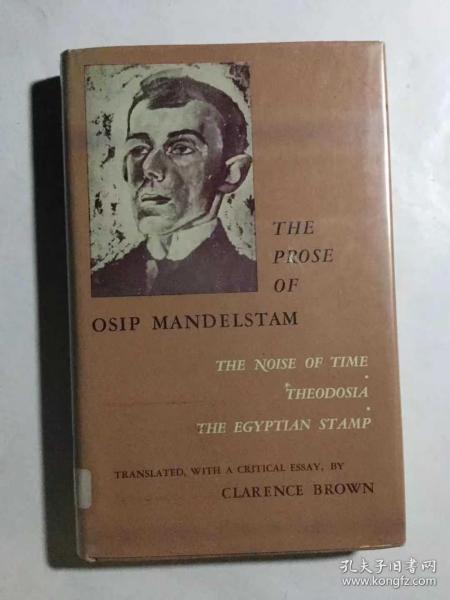 THE
PROSE
OF
OSIP MANDELSTAM
THE NOISE OF TIME
·
THEODOSIA
·
THE EGYPTIAN STAMP
TRANSLATED, WITH A CRITICAL ESSAY, BY
CLARENCE BROWN
孔夫子旧书网
www.kongfz.com